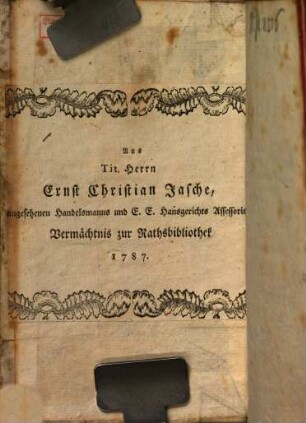 Aus
Tit. Herrn
Ernst Christian Jasche,
angesehenen Handelsmanns und E. E. Hansgerichts Assessoris
Vermächtnis zur Rathsbibliothek
1787.